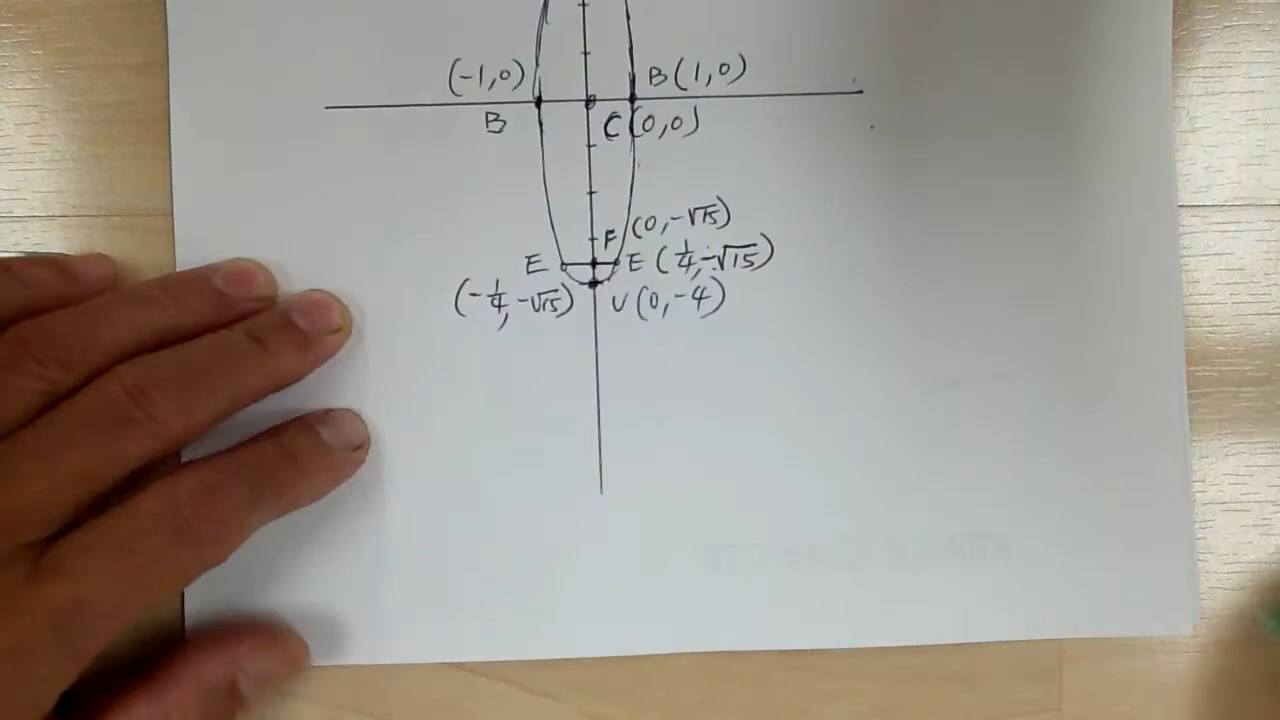 (-1,0) B(1,0)
B C(0,0)
F (0,-√15)
E E (1/4,-√15)
(-1/4,-√15) V(0,-4)